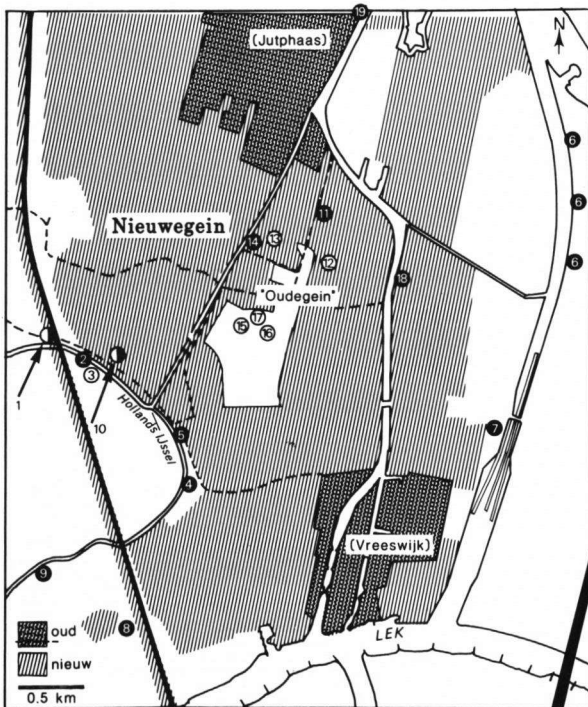 19
(Jutphaas)
N
6
11
Nieuwegein
14
13
6
12
6
18
"Oudegein"
17
15
16
2
3
1
10
Hollands IJssel
5
7
4
(Vreeswijk)
9
8
oud
LEK
nieuw
0.5 km